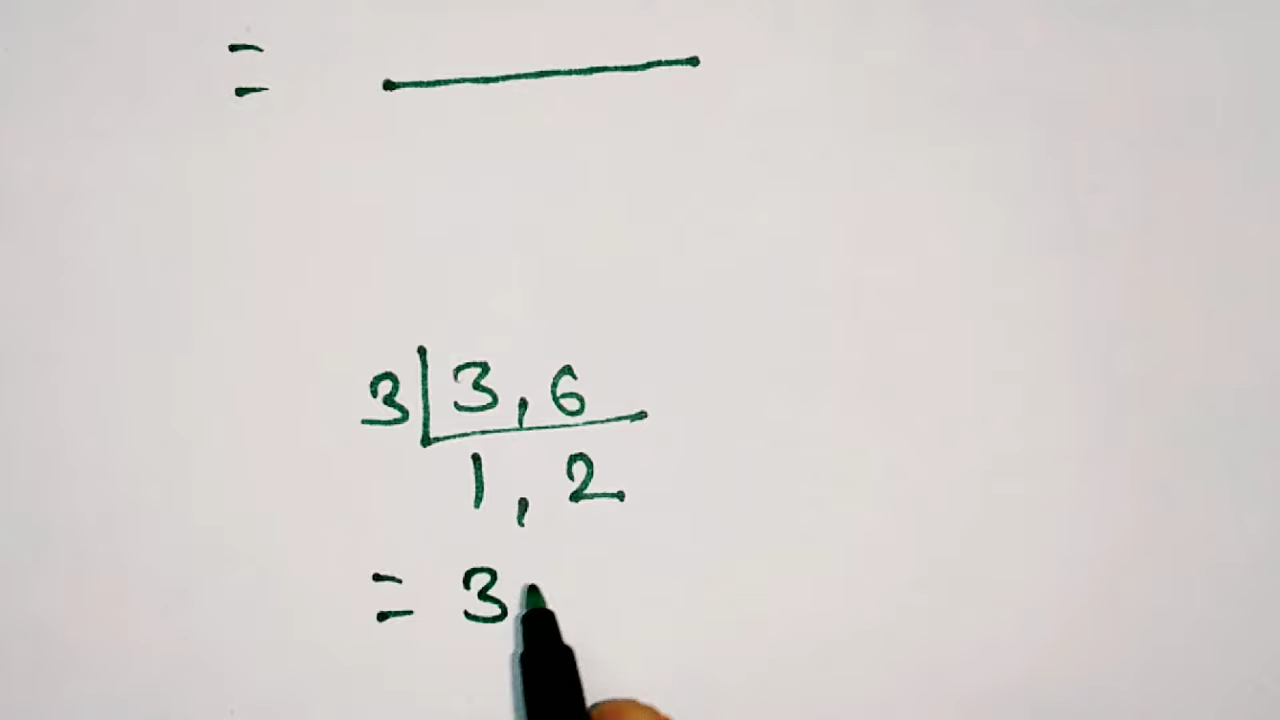 =
3 | 3, 6
1, 2
= 3